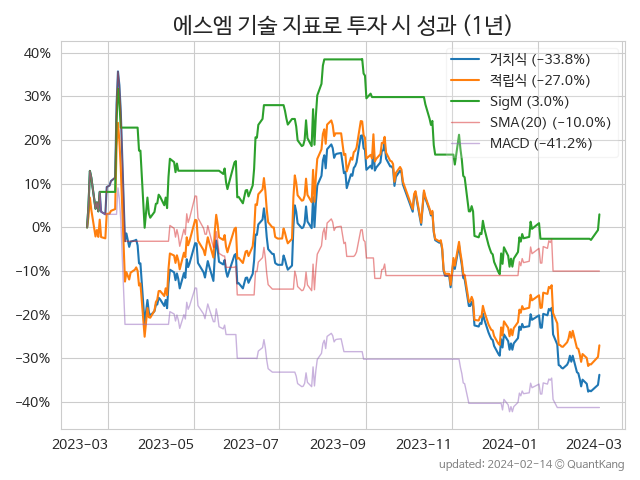 에스엠 기술 지표로 투자 시 성과 (1년)
40%
30%
20%
10%
0%
−10%
−20%
−30%
−40%
거치식 (−33.8%)
적립식 (−27.0%)
SigM (3.0%)
SMA(20) (−10.0%)
MACD (−41.2%)
2023-03
2023-05
2023-07
2023-09
2023-11
2024-01
2024-03
updated: 2024-02-14 © QuantKang